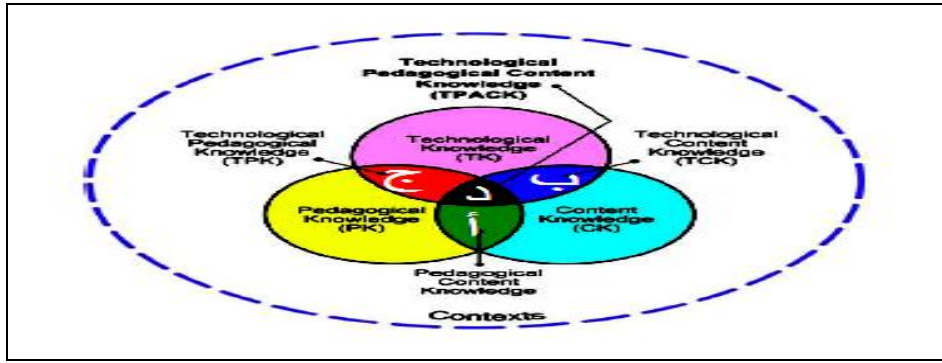 Technological
Pedagogical Content
Knowledge
(TPACK)
Technological
Pedagogical
Knowledge
(TPK)
Technological
Knowledge
(TK)
Technological
Content
Knowledge
(TCK)
ج
د
ب
Pedagogical
Knowledge
(PK)
أ
Content
Knowledge
(CK)
Pedagogical
Content
Knowledge
Contexts